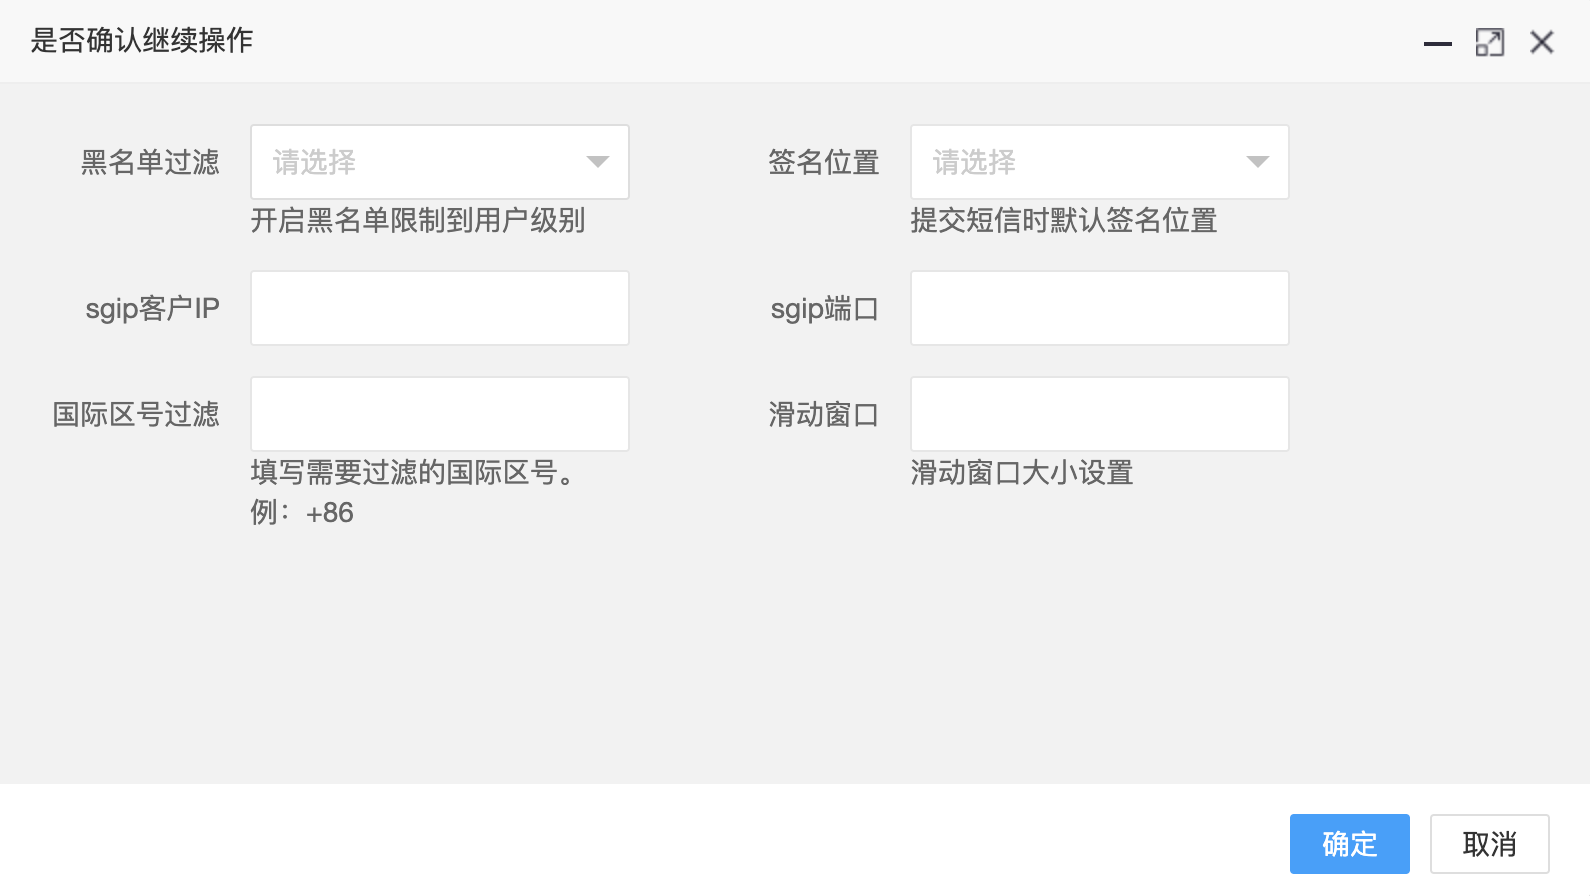 是否确认继续操作
黑名单过滤
请选择
签名位置
请选择
开启黑名单限制到用户级别
提交短信时默认签名位置
sgip客户IP
sgip端口
国际区号过滤
滑动窗口
填写需要过滤的国际区号。
例：+86
滑动窗口大小设置
确定
取消